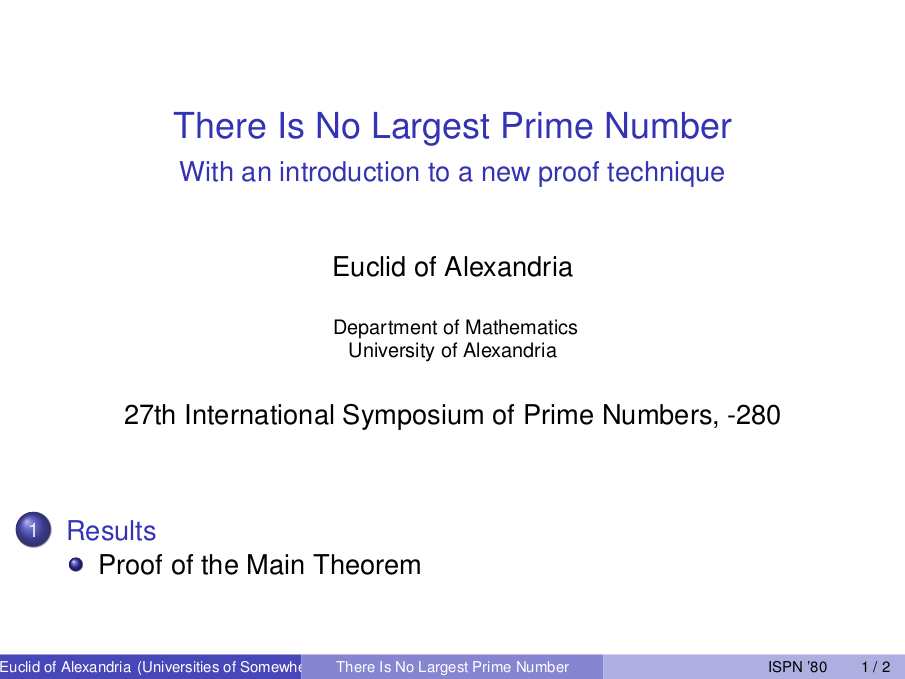 There Is No Largest Prime Number
With an introduction to a new proof technique
Euclid of Alexandria
Department of Mathematics
University of Alexandria
27th International Symposium of Prime Numbers, -280
1 Results
Proof of the Main Theorem
Euclid of Alexandria (Universities of Somewhe There Is No Largest Prime Number ISPN '80 1 / 2